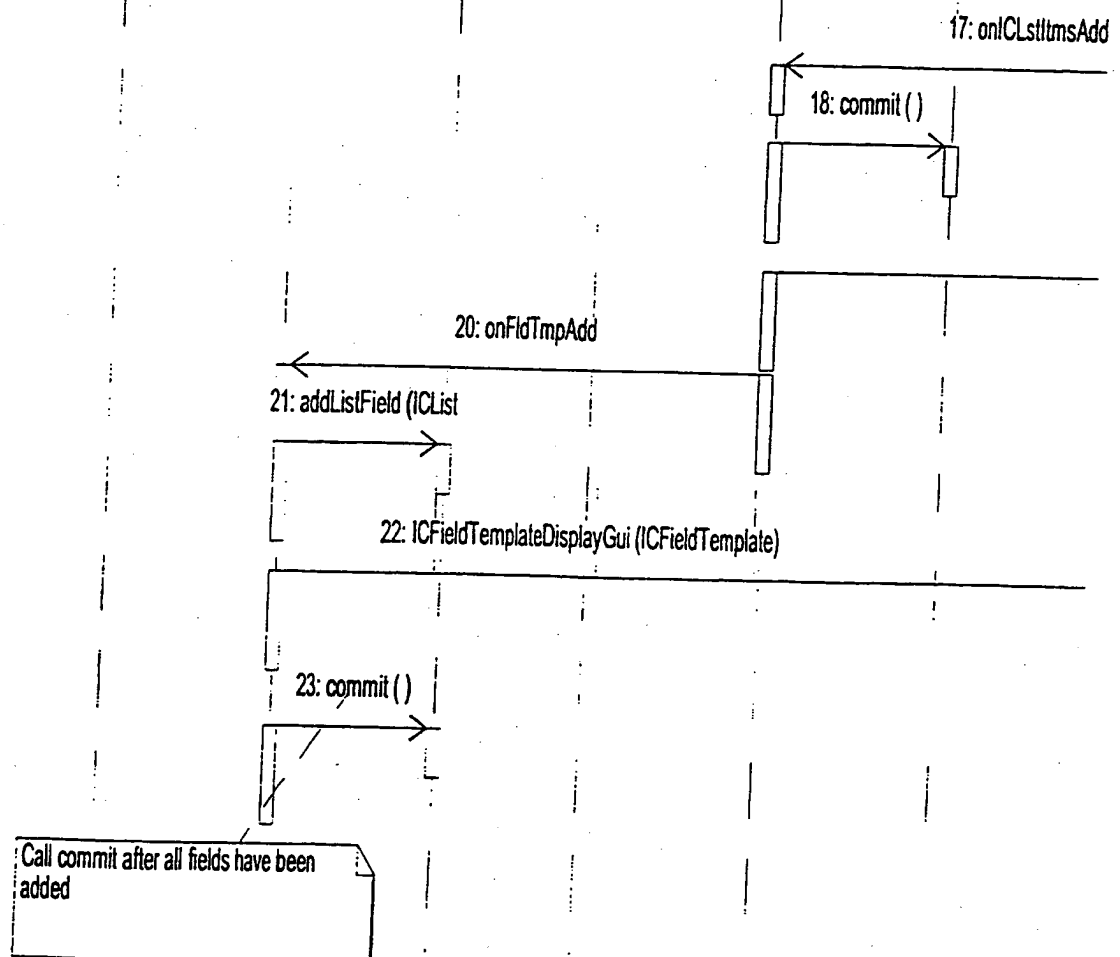 17: onICLstItmsAdd
18: commit ( )
20: onFldTmpAdd
21: addListField (ICList
22: ICFieldTemplateDisplayGui (ICFieldTemplate)
23: commit ( )
Call commit after all fields have been
added